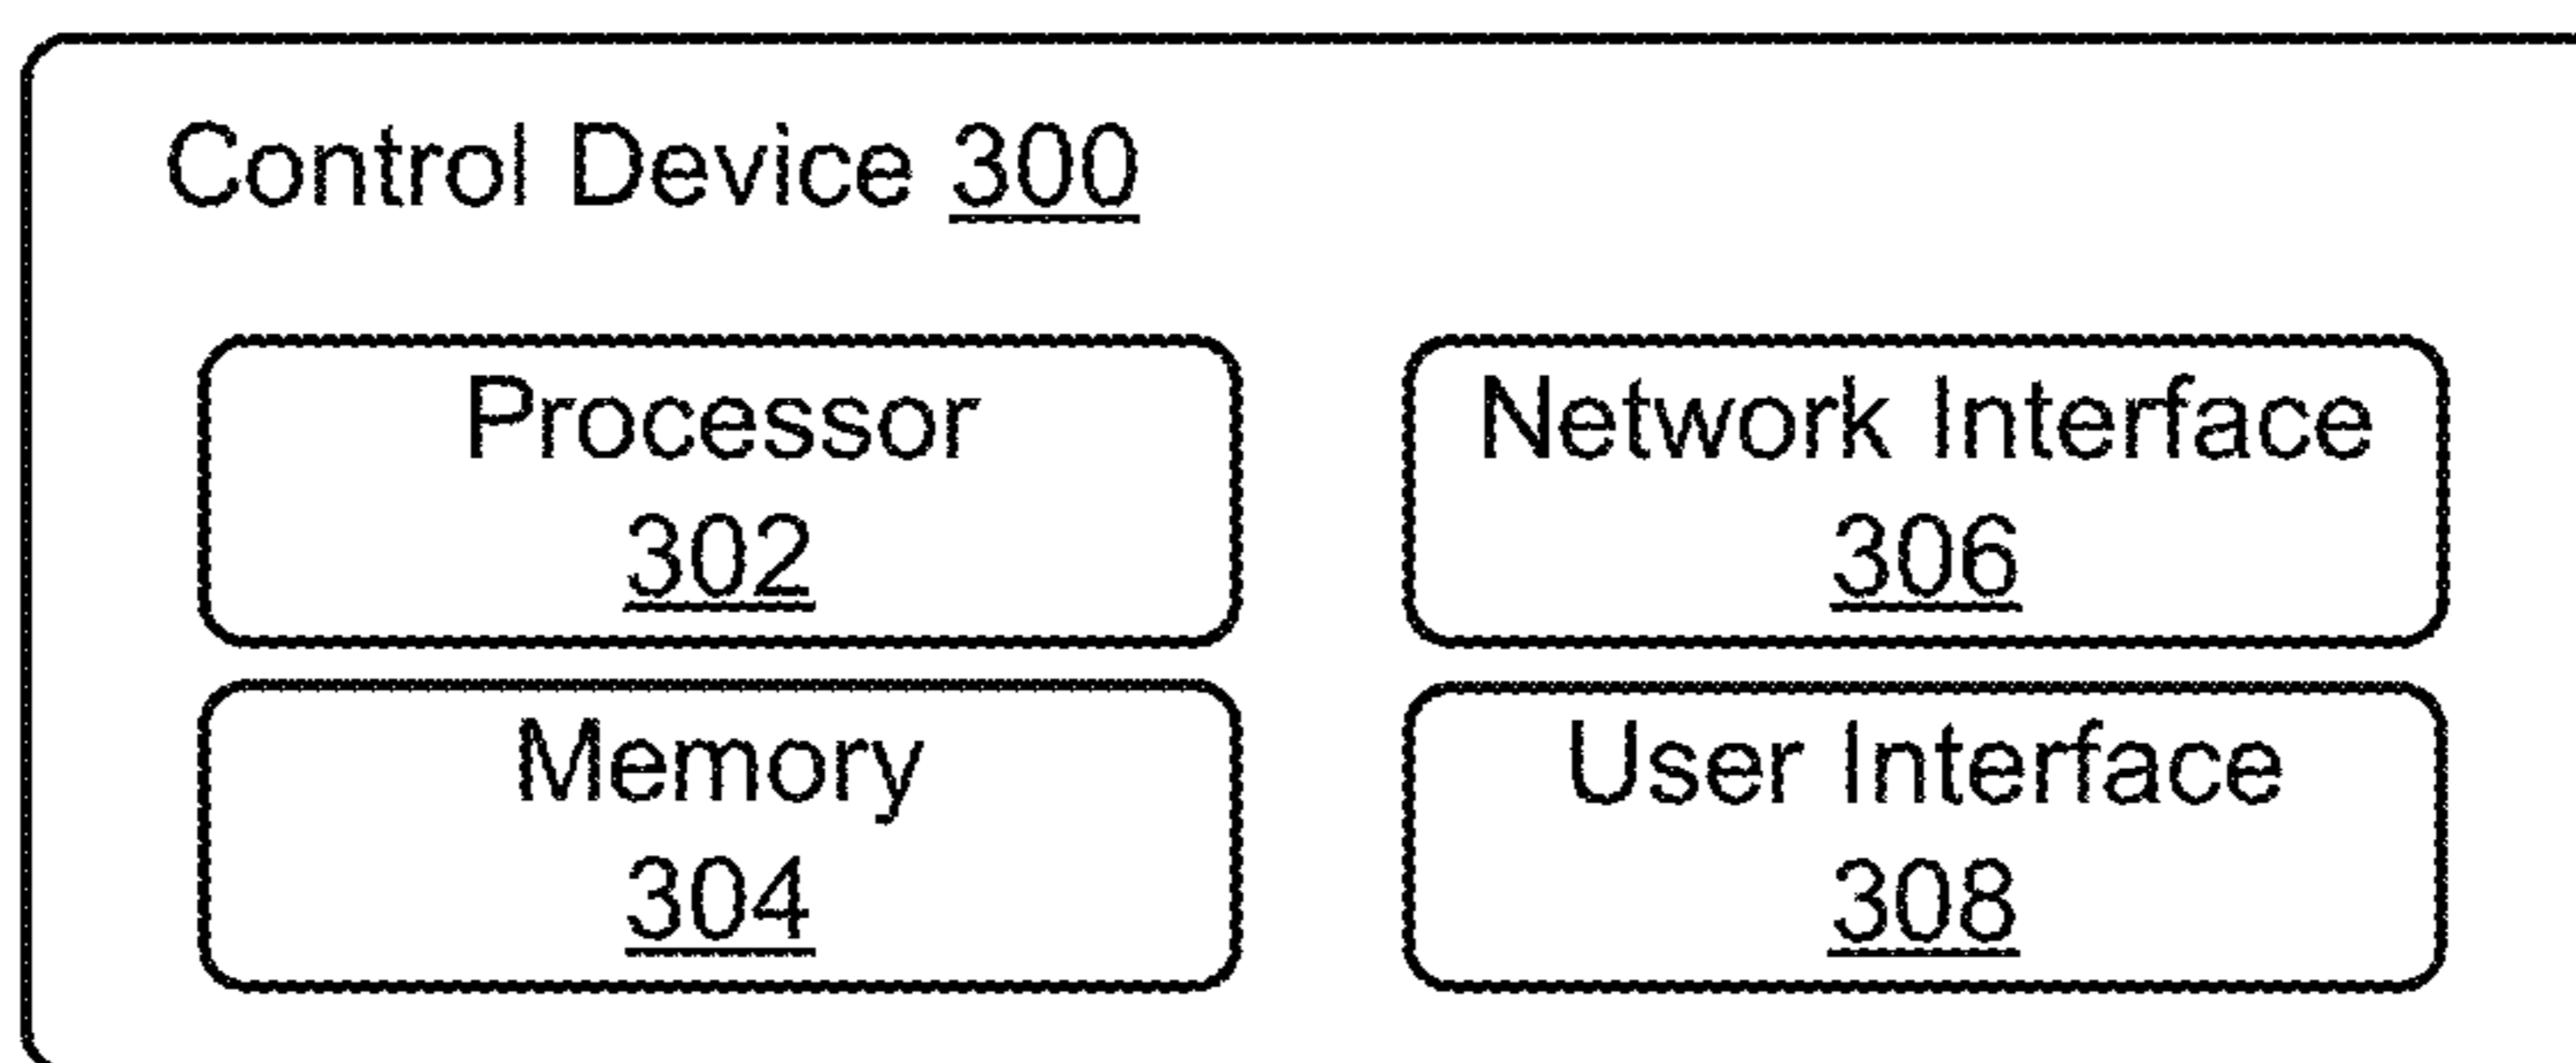 Control Device 300
Processor
302
Network Interface
306
Memory
304
User Interface
308